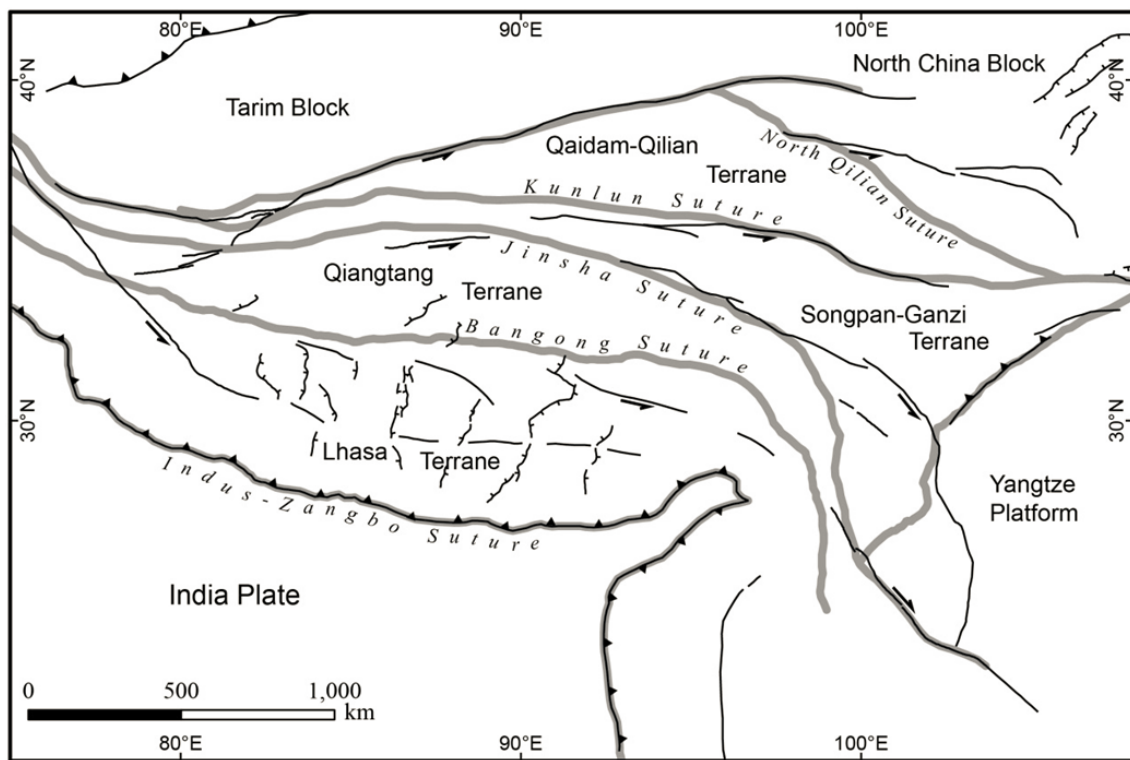 80°E
90°E
100°E
40°N
40°N
North China Block
Tarim Block
Qaidam-Qilian
Terrane
North Qilian Suture
Kunlun Suture
Jinsha Suture
Qiangtang
Terrane
Songpan-Ganzi
Terrane
Bangong Suture
30°N
30°N
Lhasa Terrane
Indus-Zangbo Suture
Yangtze
Platform
India Plate
0 500 1,000
km
80°E
90°E
100°E